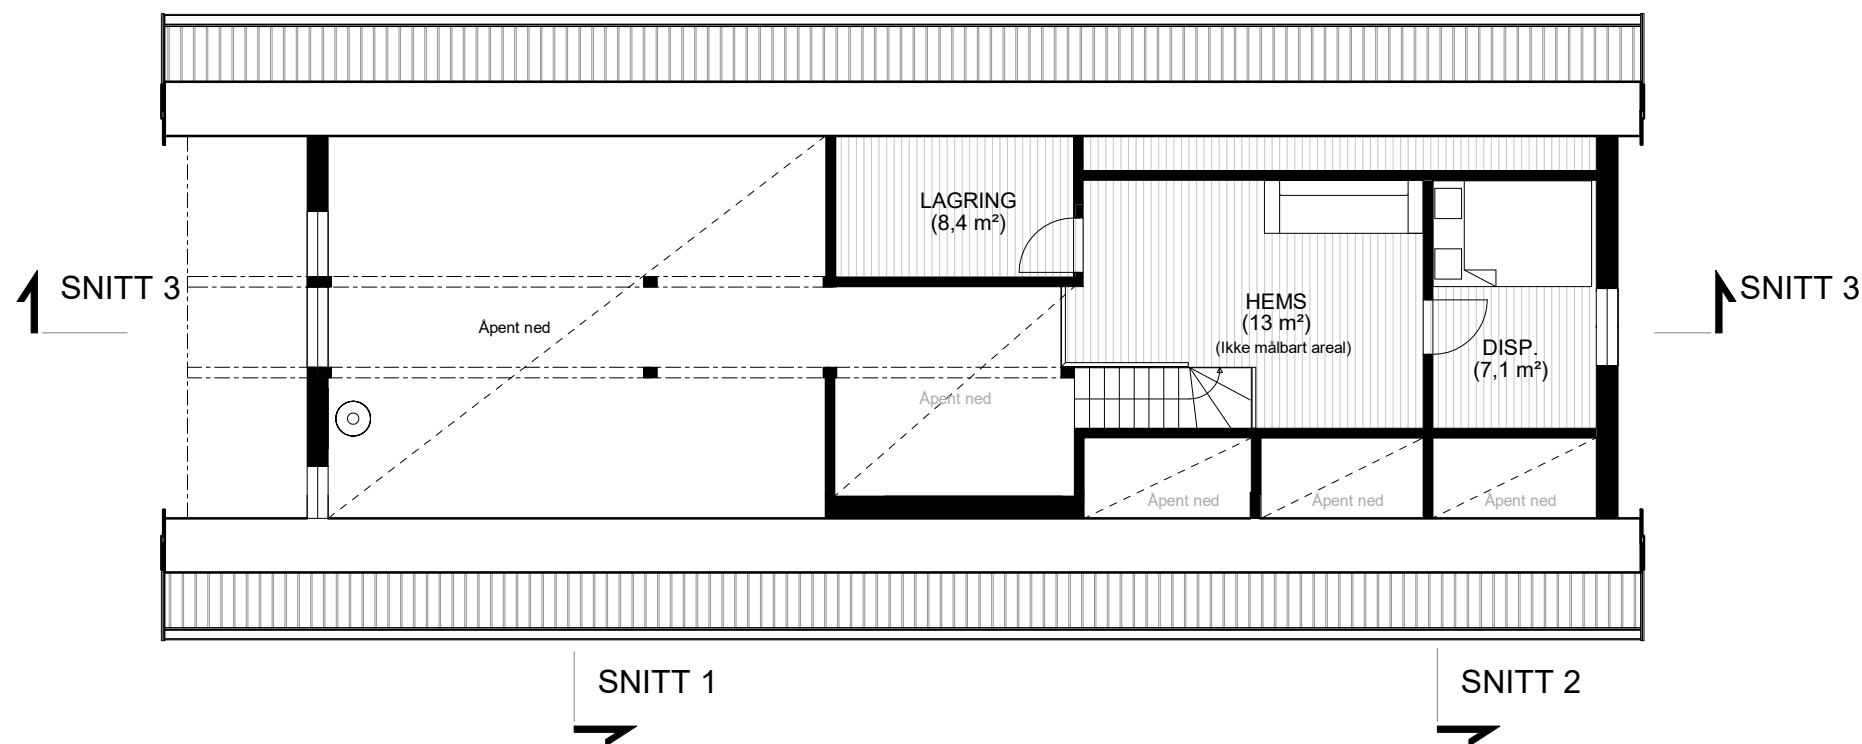 LAGRING
(8,4 m²)
SNITT 3
SNITT 3
HEMS
(13 m²)
(Ikke målbart areal)
Åpent ned
DISP.
(7,1 m²)
Åpent ned
Åpent ned
Åpent ned
Åpent ned
SNITT 1
SNITT 2